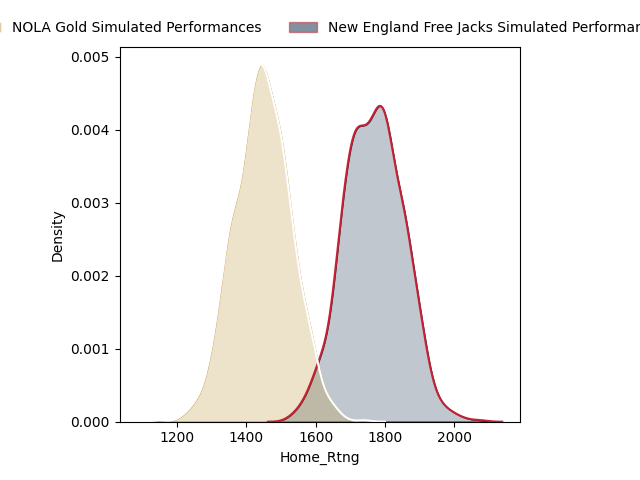 NOLA Gold Simulated Performances
New England Free Jacks Simulated Performan
0.005
0.004
0.003
0.002
0.001
0.000
Density
1200 1400 1600 1800 2000
Home_Rtng